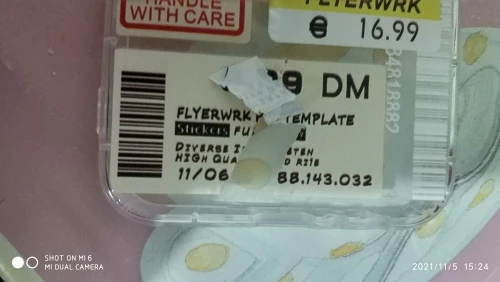 HANDLE
WITH CARE
FLYERWRK
16.99
9 DM
FLYERWRK TEMPLATE
Stickers
DIVERSE
HIGH
11/06 88.143.032
SHOT ON MI 6
MI DUAL CAMERA
2021/11/5 15:24